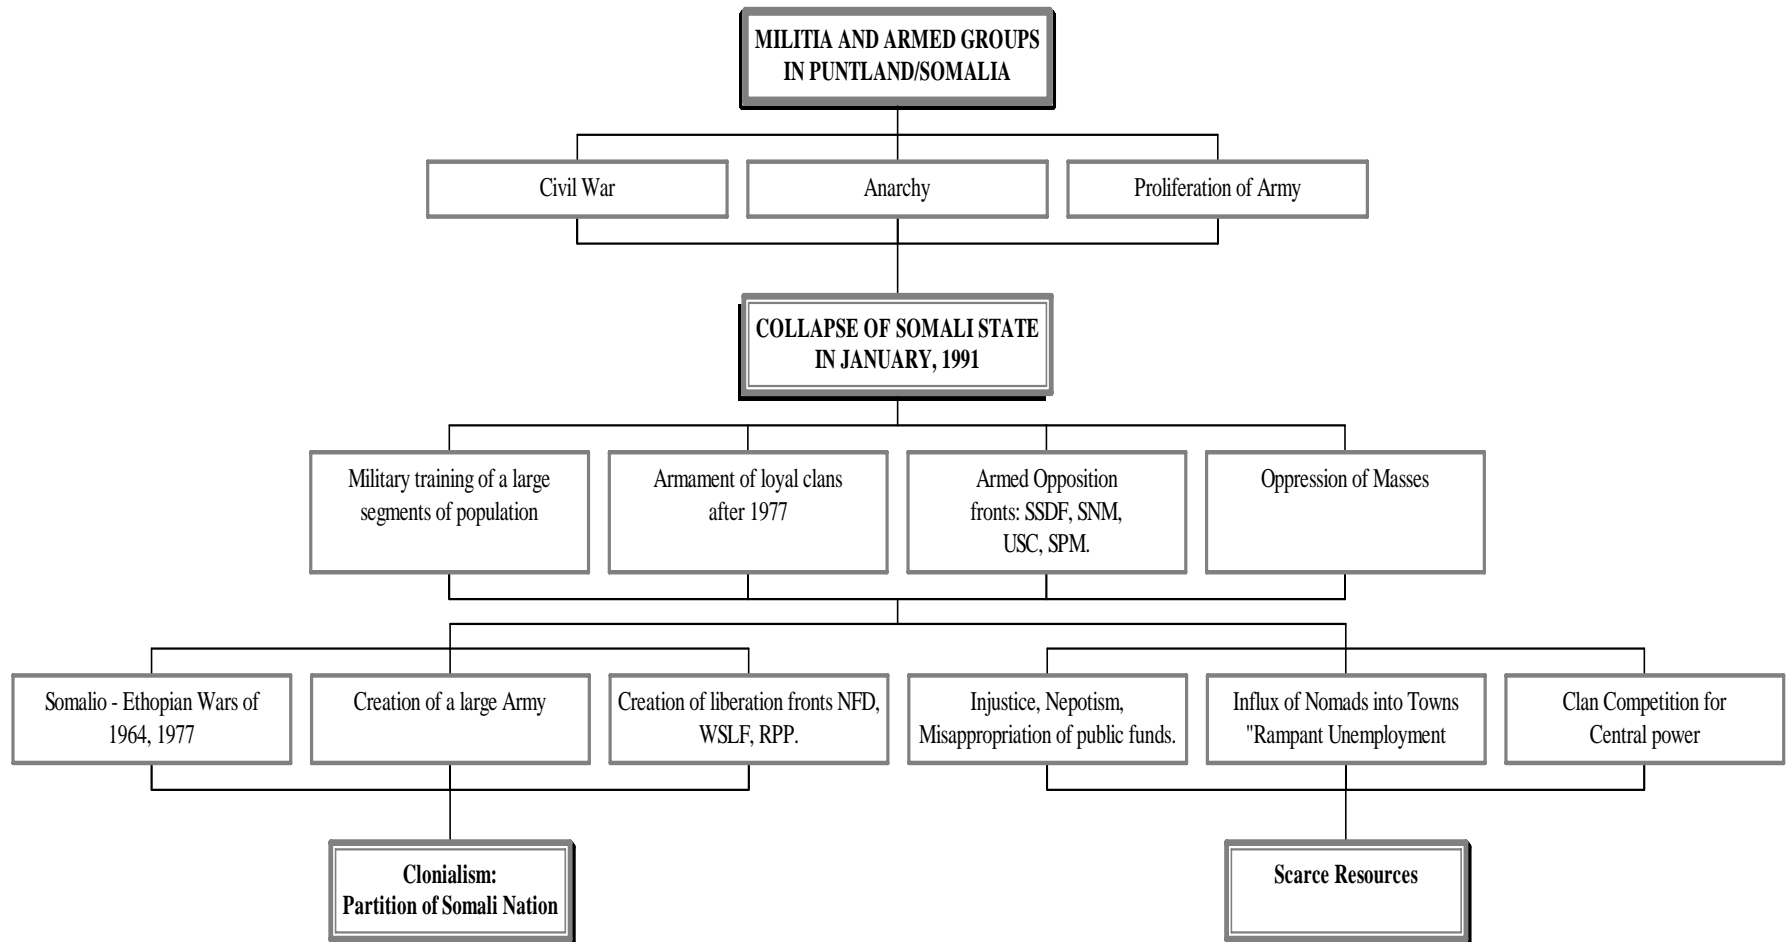 MILITIA AND ARMED GROUPS
IN PUNTLAND/SOMALIA
Civil War
Anarchy
Proliferation of Army
COLLAPSE OF SOMALI STATE
IN JANUARY, 1991
Military training of a large
segments of population
Armament of loyal clans
after 1977
Armed Opposition
fronts: SSDF, SNM,
USC, SPM.
Oppression of Masses
Somalio - Ethopian Wars of
1964, 1977
Creation of a large Army
Creation of liberation fronts NFD,
WSLF, RPP.
Injustice, Nepotism,
Misappropriation of public funds.
Influx of Nomads into Towns
"Rampant Unemployment
Clan Competition for
Central power
Clonialism:
Partition of Somali Nation
Scarce Resources